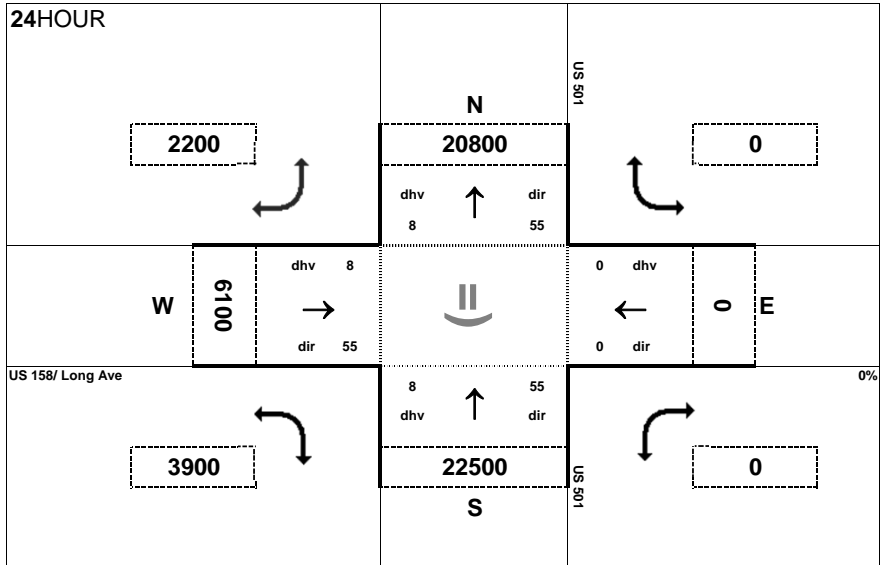 24HOUR
US 501
N
2200
20800
0
dhv
dir
8
55
dhv 8
0 dhv
W
6100
0
E
dir 55
0 dir
US 158/ Long Ave
0%
8
55
dhv
dir
3900
22500
0
US 501
S